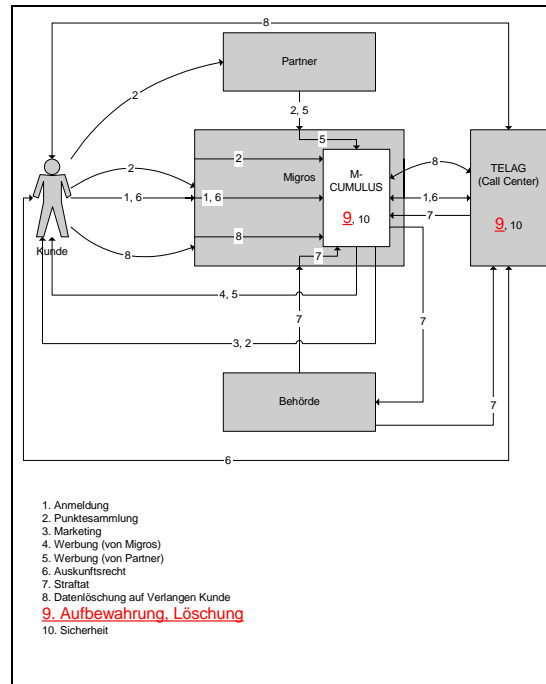 8
Partner
2
2, 5
5
2
2
Migros
M-
CUMULUS
8
TELAG
(Call Center)
1, 6
1, 6
1,6
9, 10
7
9, 10
Kunde
8
8
7
4, 5
7
7
3, 2
Behörde
7
6
1. Anmeldung
2. Punktesammlung
3. Marketing
4. Werbung (von Migros)
5. Werbung (von Partner)
6. Auskunftsrecht
7. Straftat
8. Datenlöschung auf Verlangen Kunde
9. Aufbewahrung, Löschung
10. Sicherheit